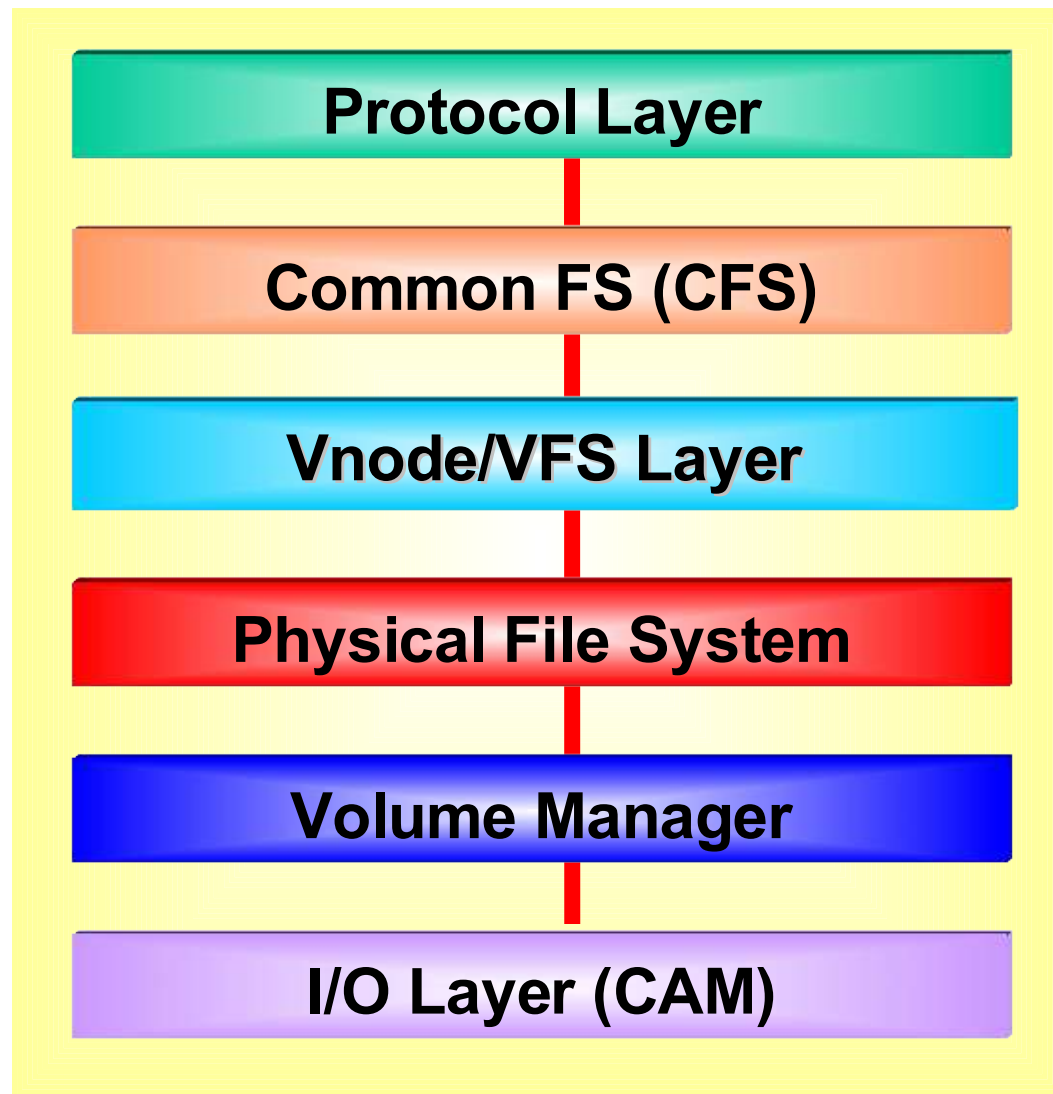 Protocol Layer
Common FS (CFS)
Vnode/VFS Layer
Physical File System
Volume Manager
I/O Layer (CAM)